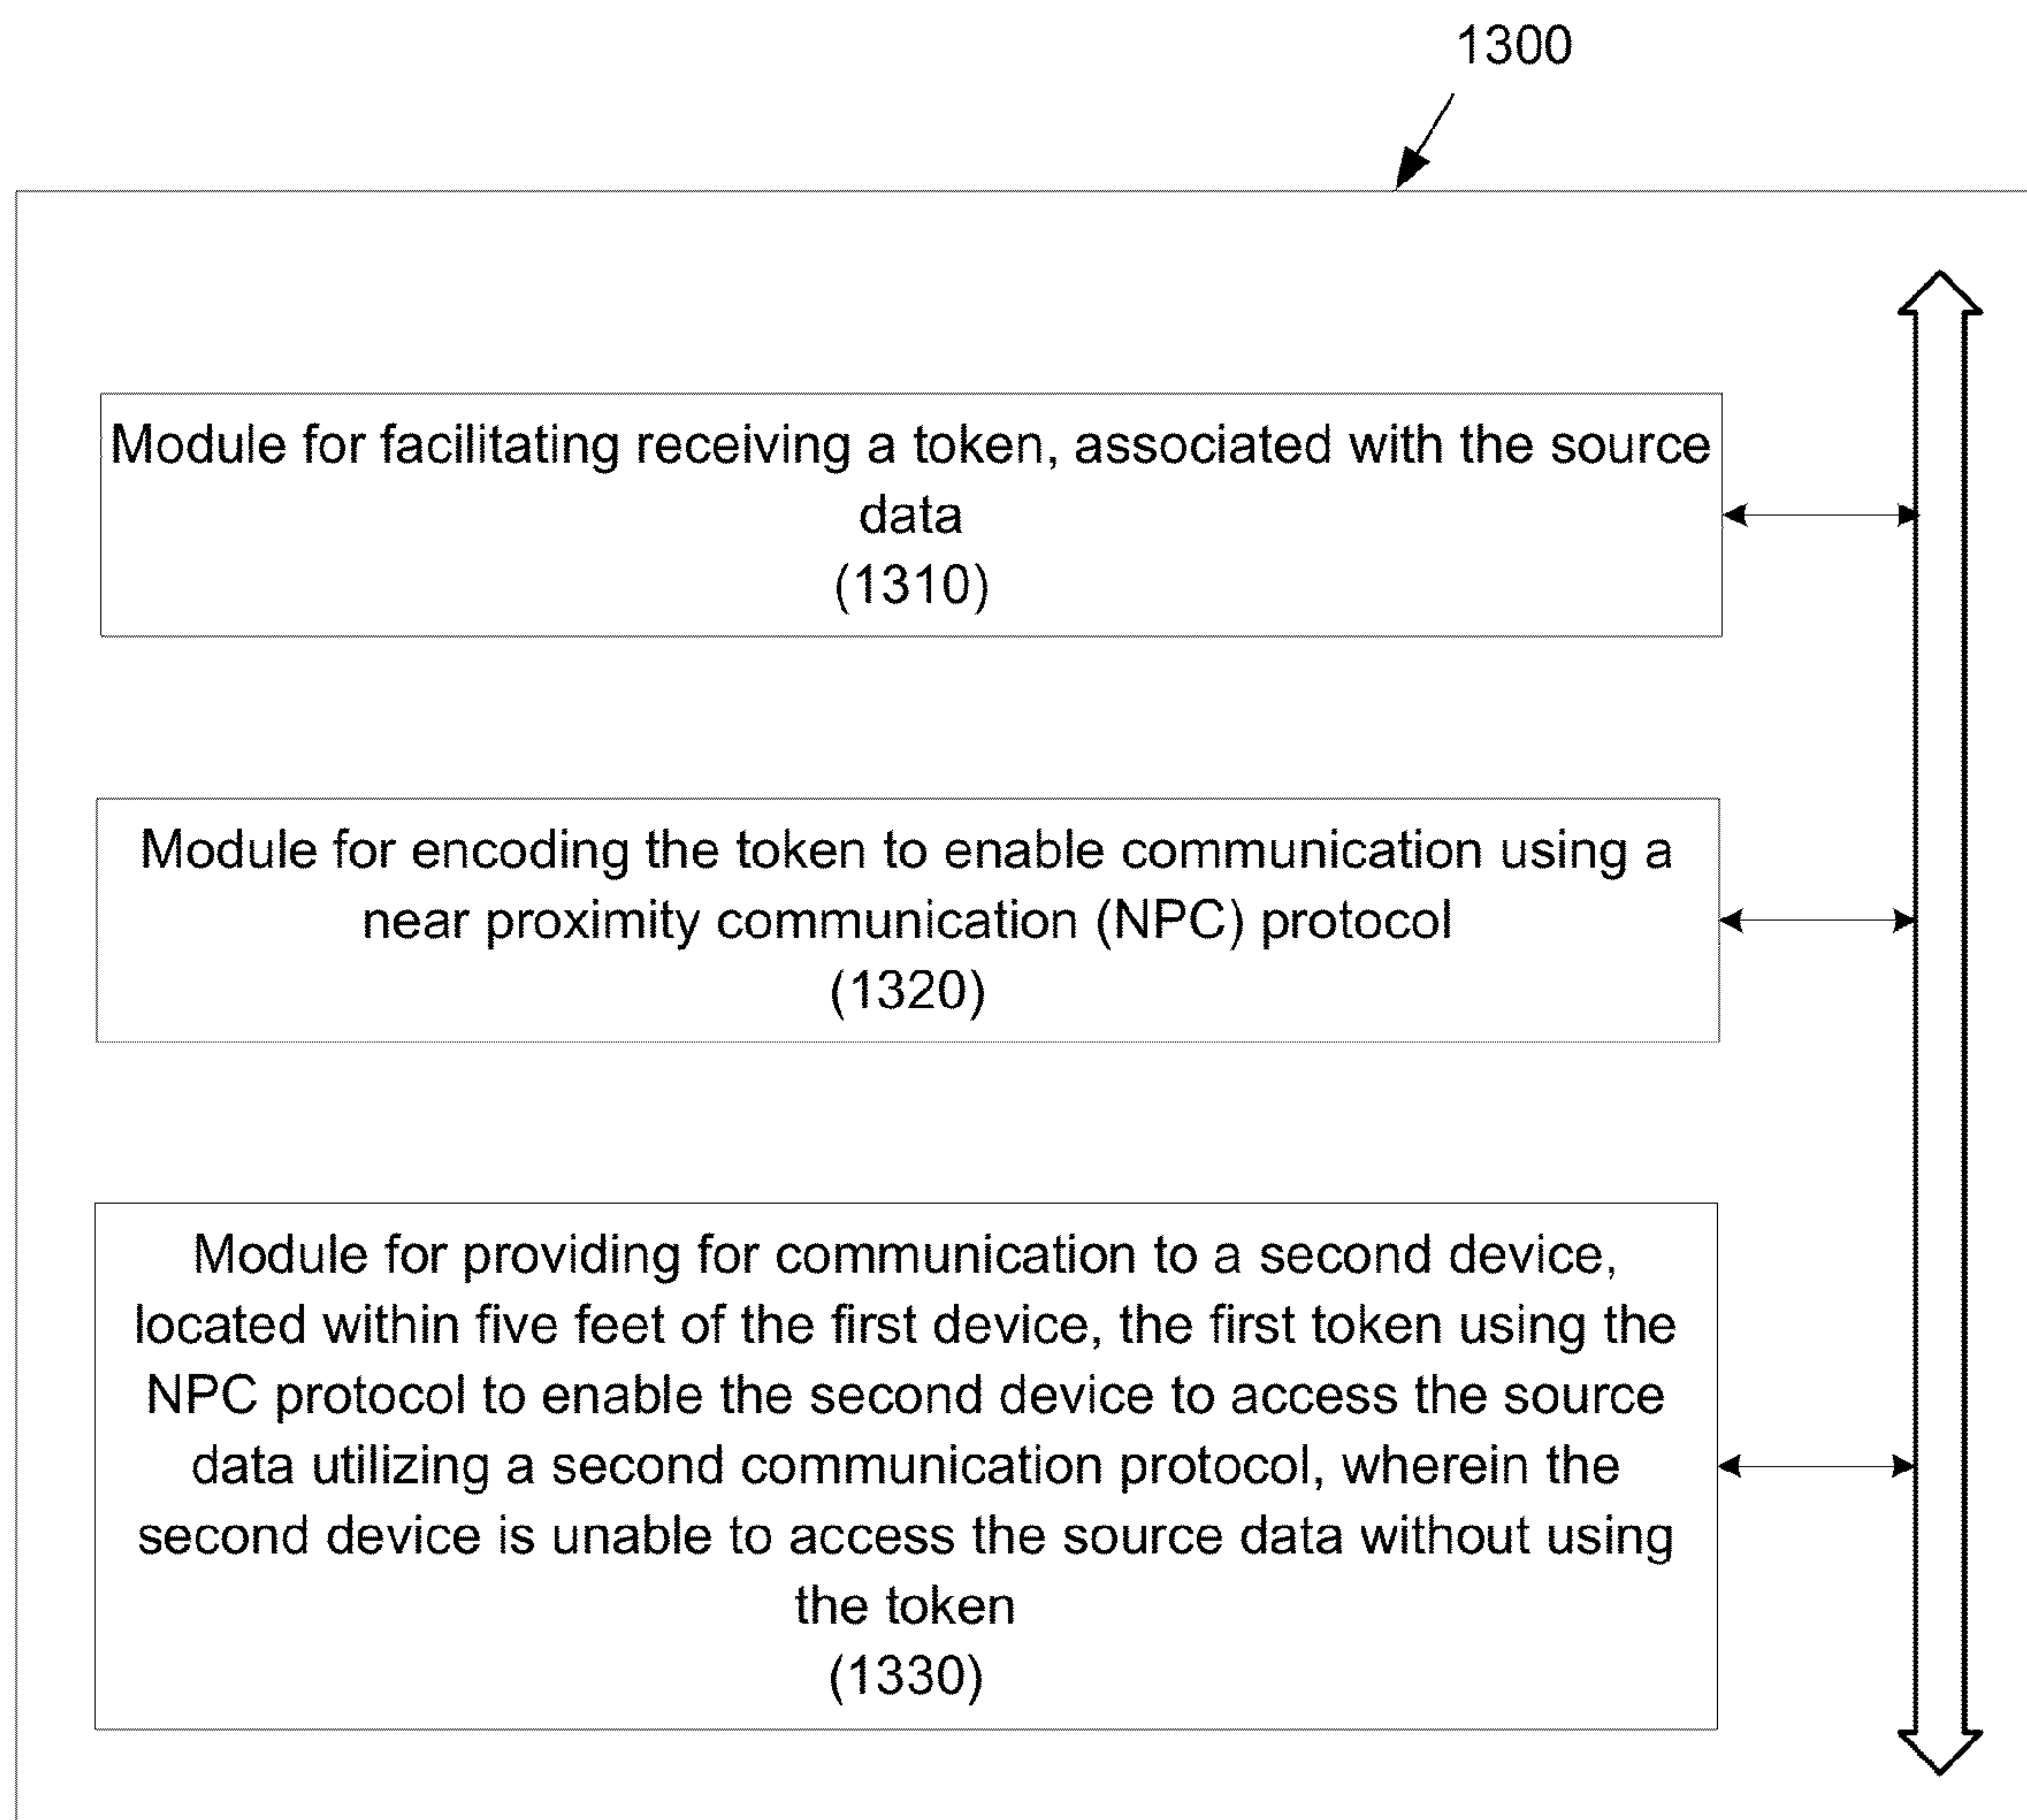 1300
Module for facilitating receiving a token, associated with the source
data
(1310)
Module for encoding the token to enable communication using a
near proximity communication (NPC) protocol
(1320)
Module for providing for communication to a second device,
located within five feet of the first device, the first token using the
NPC protocol to enable the second device to access the source
data utilizing a second communication protocol, wherein the
second device is unable to access the source data without using
the token
(1330)